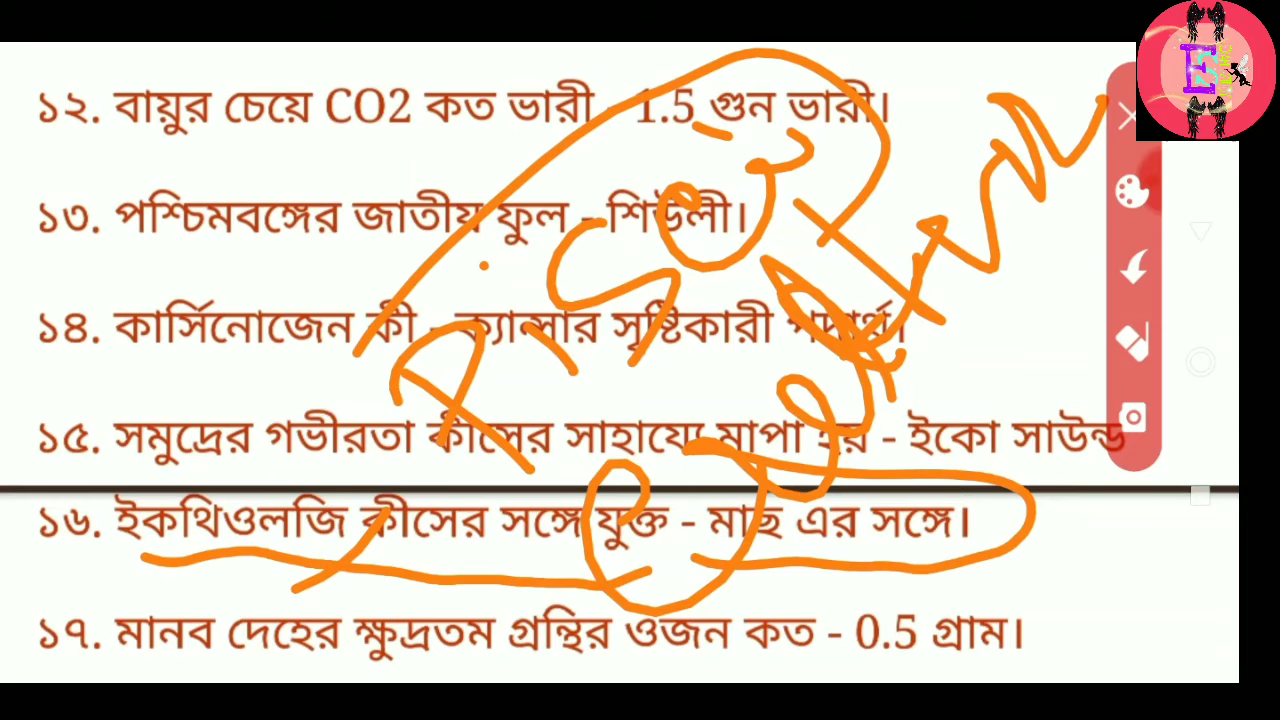 ১২. বায়ুর চেয়ে CO2 কত ভারী - 1.5 গুন ভারী।
১৩. পশ্চিমবঙ্গের জাতীয় ফুল - শিউলী।
১৪. কার্সিনোজেন কী - ক্যান্সার সৃষ্টিকারী পদার্থ।
১৫. সমুদ্রের গভীরতা কীসের সাহায্যে মাপা হয় - ইকো সাউন্ড
১৬. ইকথিওলজি কীসের সঙ্গে যুক্ত - মাছ এর সঙ্গে।
১৭. মানব দেহের ক্ষুদ্রতম গ্রন্থির ওজন কত - 0.5 গ্রাম।